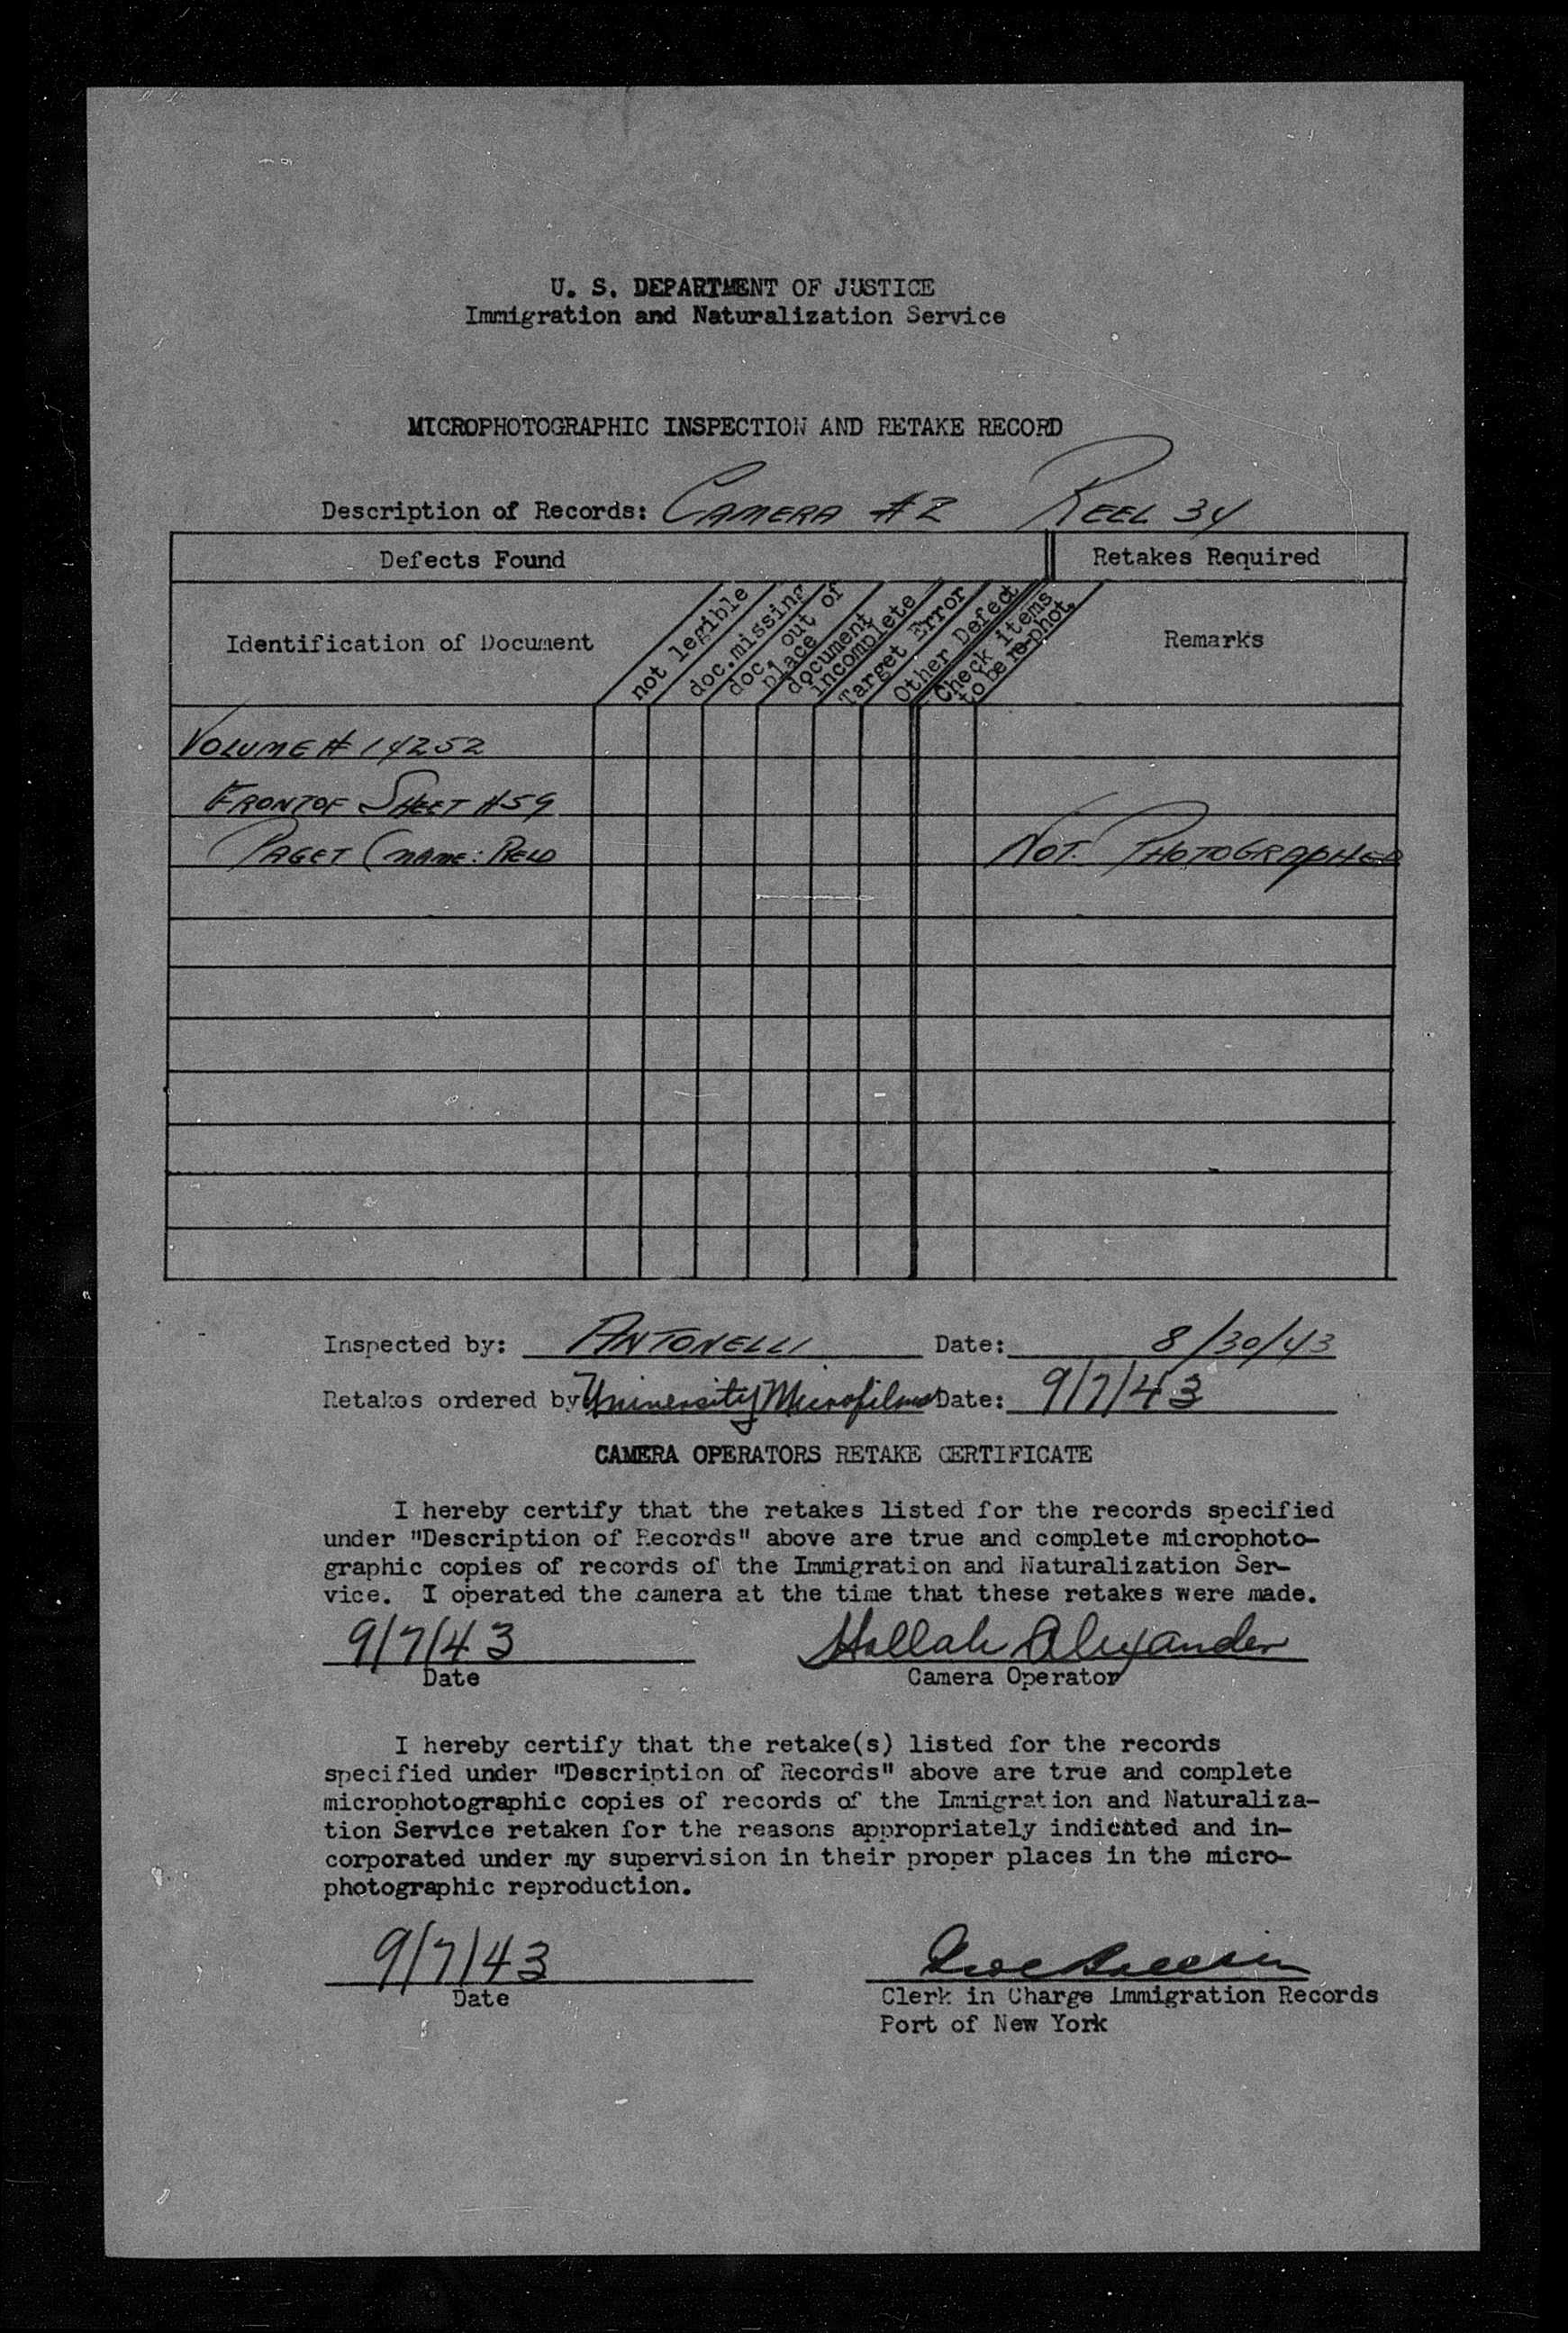 U. S. DEPARTMENT OF JUSTICE
Immigration and Naturalization Service
MICROPHOTOGRAPHIC INSPECTION AND RETAKE RECORD
Description of Records: CAMERA #2 REEL 34
Defects Found
Retakes Required
Identification of Document
not legible
doc. missing
doc. out of
place
document
incomplete
Target Error
Other Defect
Check items
to be re-phot.
Remarks
VOLUME # 14252
FRONT OF SHEET #59
(NAME: NOT PHOTOGRAPHED
Inspected by: ANTONELLI Date: 8/30/43
Retakes ordered by University Microfilms Date: 9/7/43
CAMERA OPERATORS RETAKE CERTIFICATE
I hereby certify that the retakes listed for the records specified
under "Description of Records" above are true and complete microphoto-
graphic copies of records of the Immigration and Naturalization Ser-
vice. I operated the camera at the time that these retakes were made.
9/7/43 Alexander
Date Camera Operator
I hereby certify that the retake(s) listed for the records
specified under "Description of Records" above are true and complete
microphotographic copies of records of the Immigration and Naturaliza-
tion Service retaken for the reasons appropriately indicated and in-
corporated under my supervision in their proper places in the micro-
photographic reproduction.
9/7/43
Date
Clerk in Charge Immigration Records
Port of New York